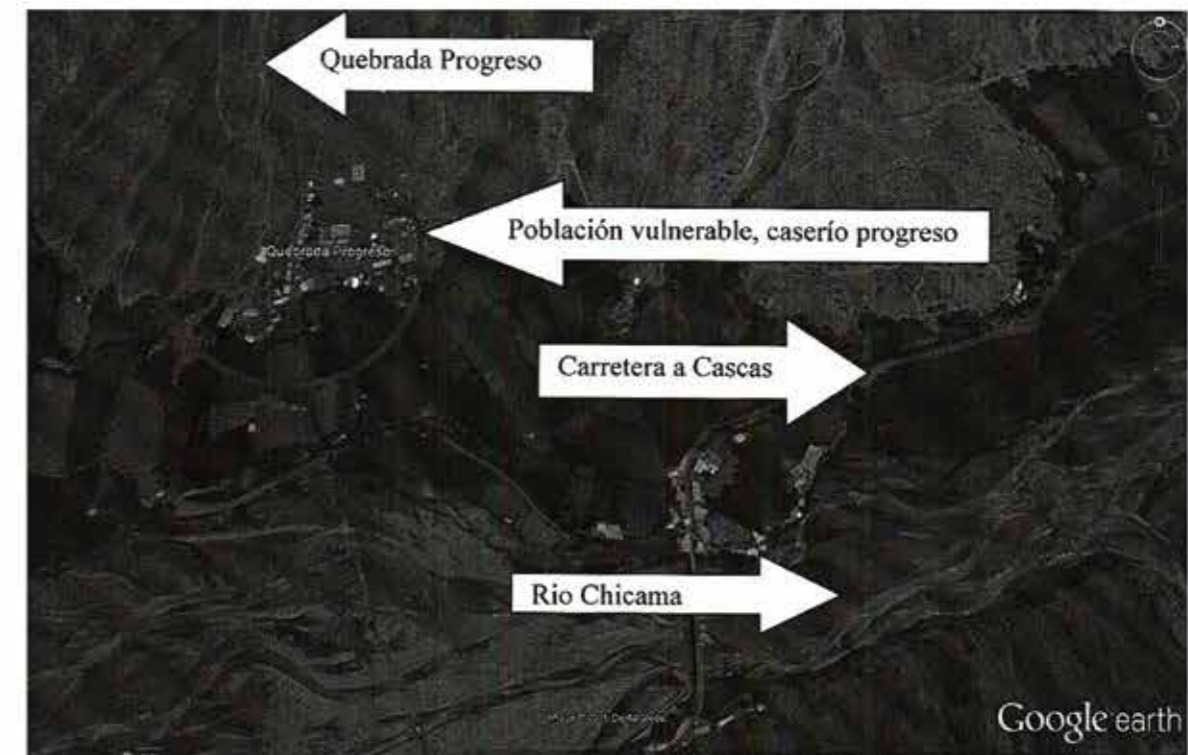 Quebrada Progreso
Población vulnerable, caserío progreso
Quebrada Progreso
Carretera a Cascas
Rio Chicama
Google earth